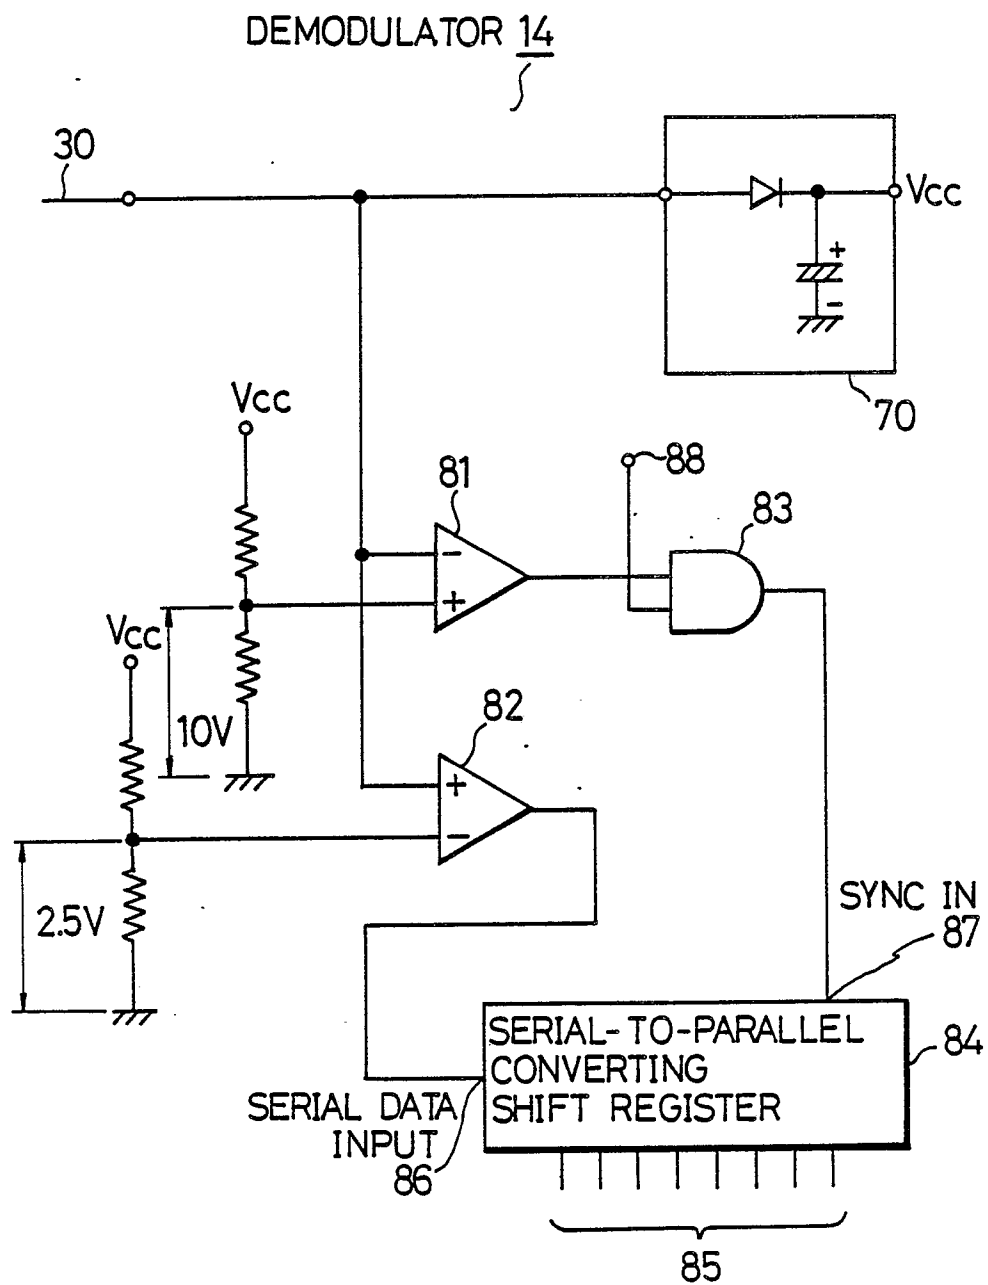 DEMODULATOR 14
30
Vcc
+
-
70
Vcc
88
81
83
-
+
Vcc
10V
82
+
-
2.5V
SYNC IN
87
SERIAL-TO-PARALLEL
CONVERTING
SHIFT REGISTER
84
SERIAL DATA
INPUT
86
85